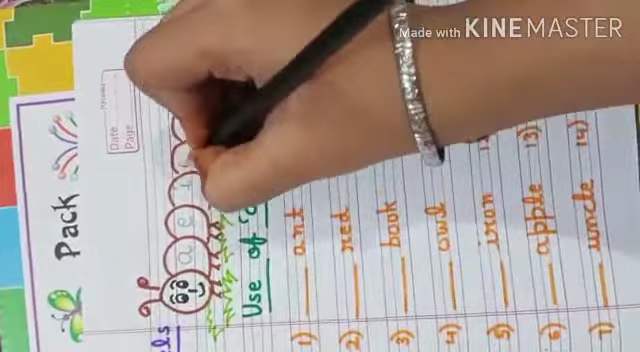 Made with KINEMASTER
Pack
Date
Page
a e i
Use of
1) ___ ant
2) ___ red
3) ___ book
4) ___ owl
5) ___ iron
6) ___ apple 13)
7) ___ uncle 14)